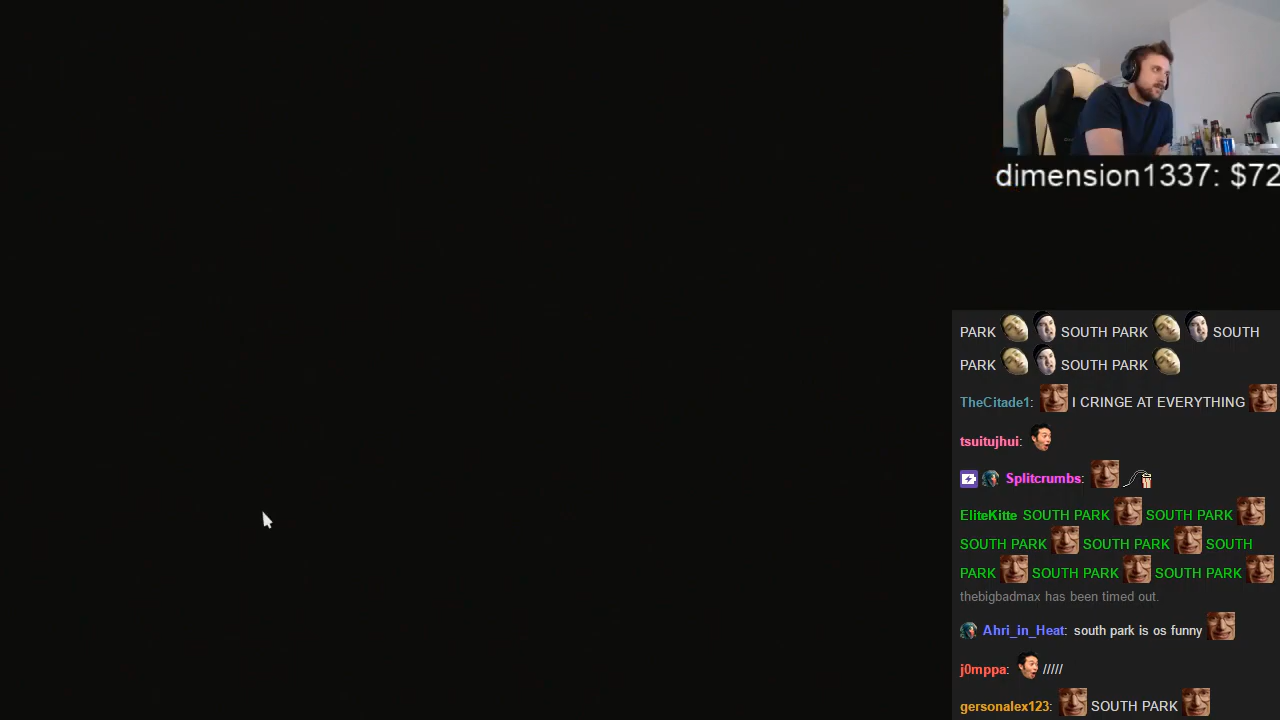 dimension1337: $72
PARK SOUTH PARK SOUTH
PARK SOUTH PARK
TheCitade1: I CRINGE AT EVERYTHING
tsuitujhui:
Splitcrumbs:
EliteKitte SOUTH PARK SOUTH PARK
SOUTH PARK SOUTH PARK SOUTH
PARK SOUTH PARK SOUTH PARK
thebigbadmax has been timed out.
Ahri_in_Heat: south park is os funny
j0mppa: /////
gersonalex123: SOUTH PARK